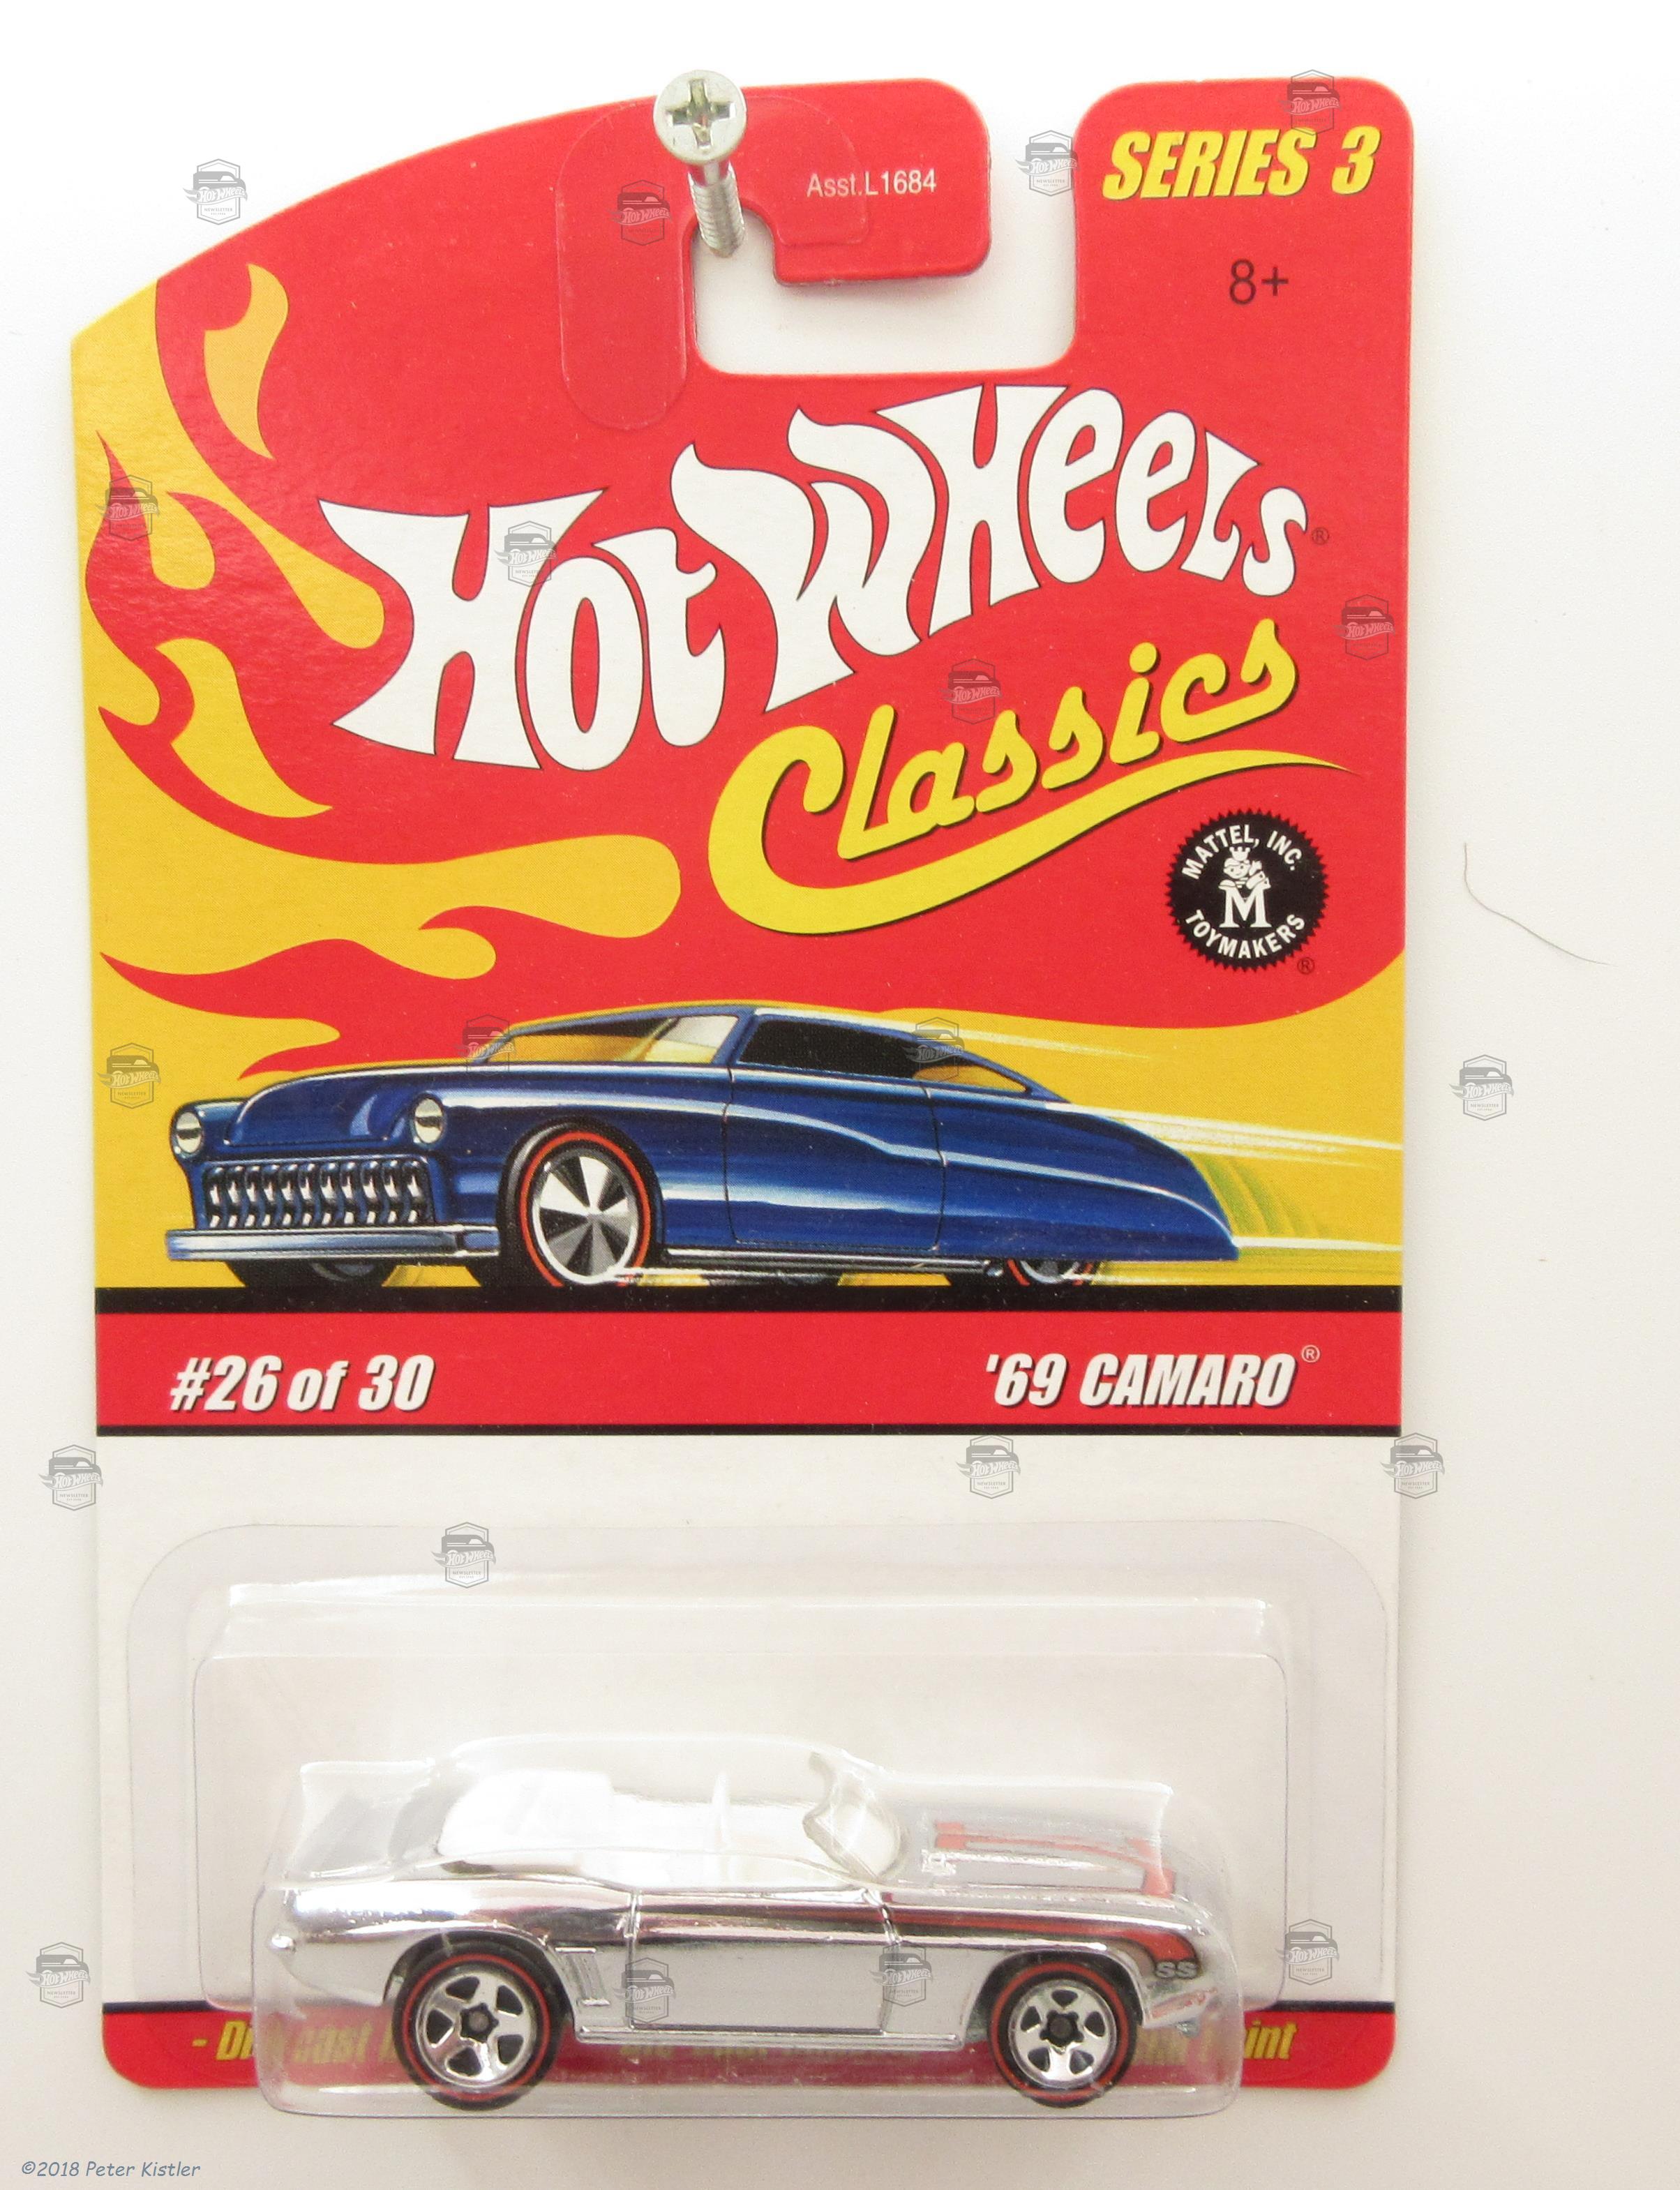 SERIES 3
Asst.L1684
8+
Hot Wheels®
Classics
MATTEL, INC.
M
TOYMAKERS
®
#26 of 30
'69 CAMARO®
SS
©2018 Peter Kistler